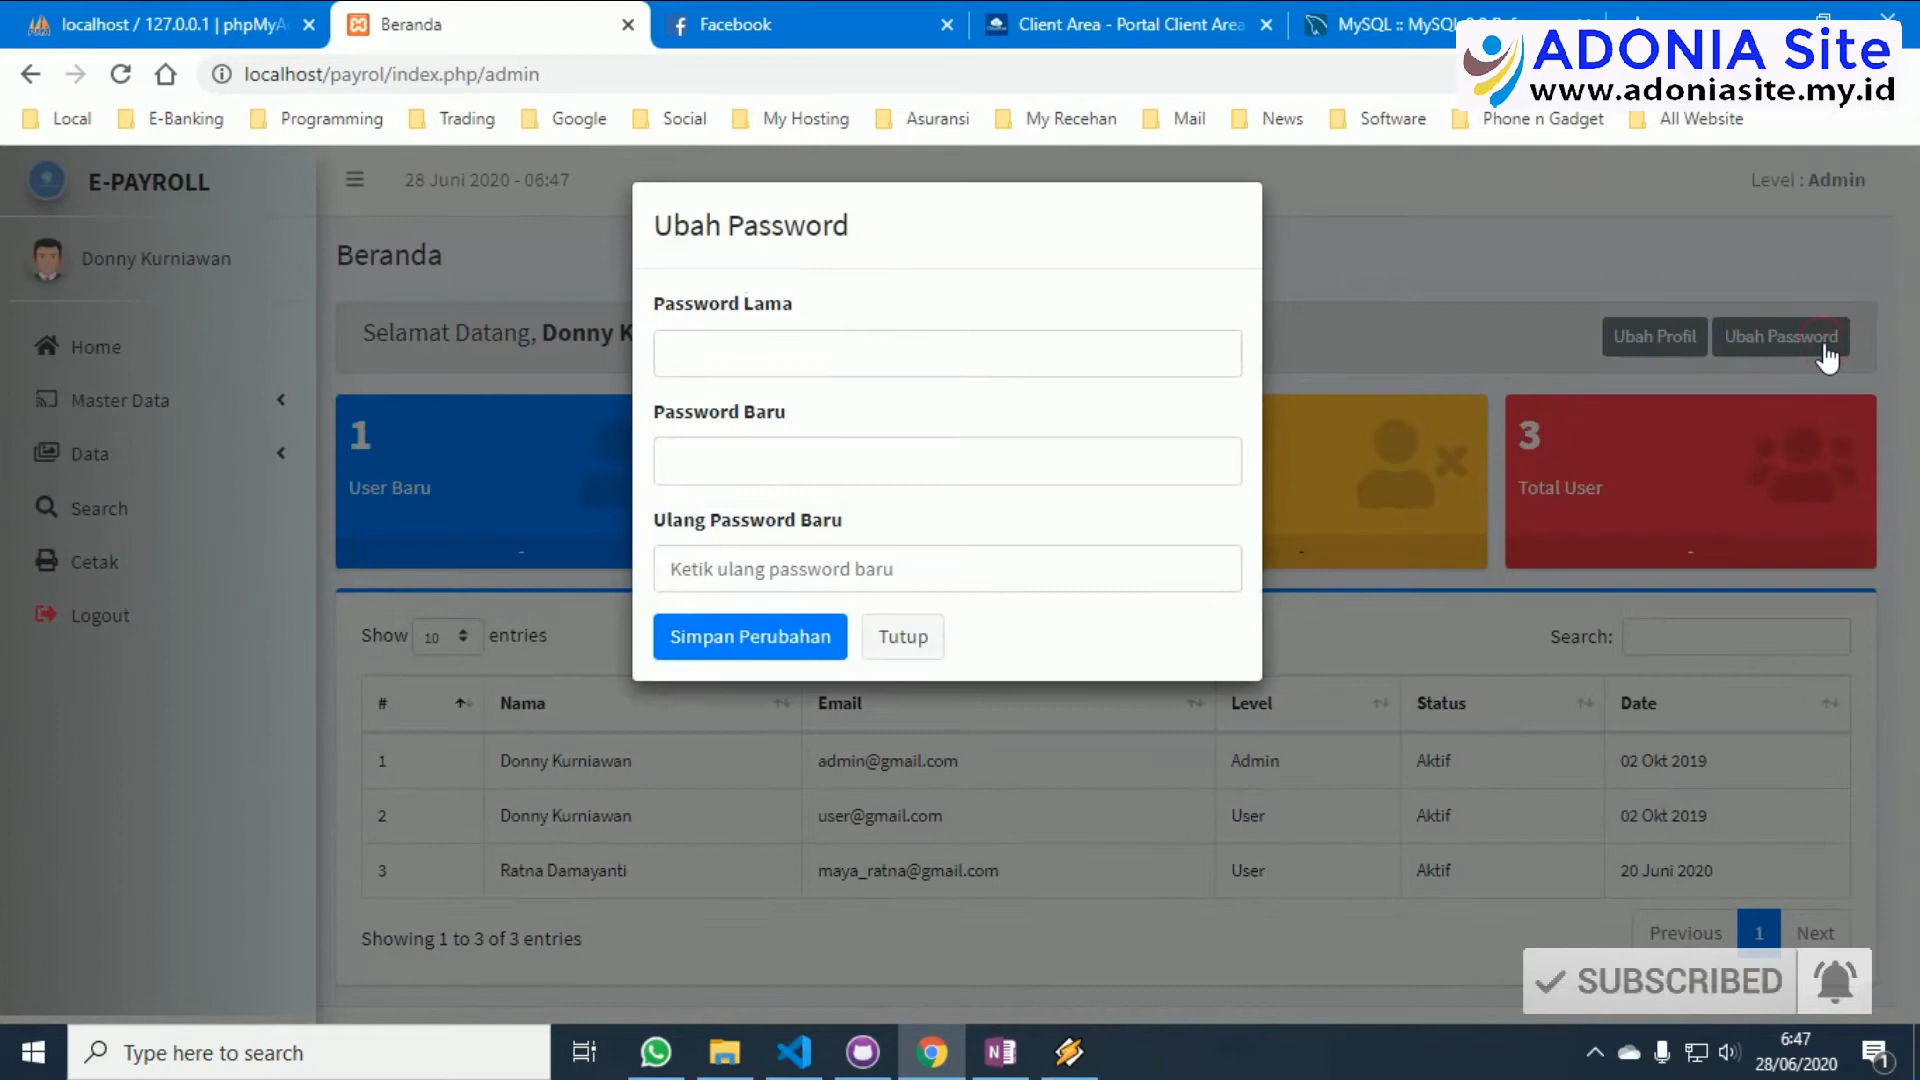 localhost / 127.0.0.1 | phpMyA
Beranda
Facebook
Client Area - Portal Client Area
MySQL :: MySQL
ADONIA Site
www.adoniasite.my.id
localhost/payrol/index.php/admin
Local
E-Banking
Programming
Trading
Google
Social
My Hosting
Asuransi
My Recehan
Mail
News
Software
Phone n Gadget
All Website
E-PAYROLL
28 Juni 2020 - 06:47
Level : Admin
Donny Kurniawan
Home
Master Data
Data
Search
Cetak
Logout
Beranda
Selamat Datang, Donny K
Ubah Profil
Ubah Password
1
User Baru
-
-
3
Total User
-
Ubah Password
Password Lama
Password Baru
Ulang Password Baru
Ketik ulang password baru
Simpan Perubahan
Tutup
Show 10 entries
Search:
# Nama Email Level Status Date
1 Donny Kurniawan admin@gmail.com Admin Aktif 02 Okt 2019
2 Donny Kurniawan user@gmail.com User Aktif 02 Okt 2019
3 Ratna Damayanti maya_ratna@gmail.com User Aktif 20 Juni 2020
Showing 1 to 3 of 3 entries
Previous 1 Next
SUBSCRIBED
Type here to search
N
6:47
28/06/2020
1